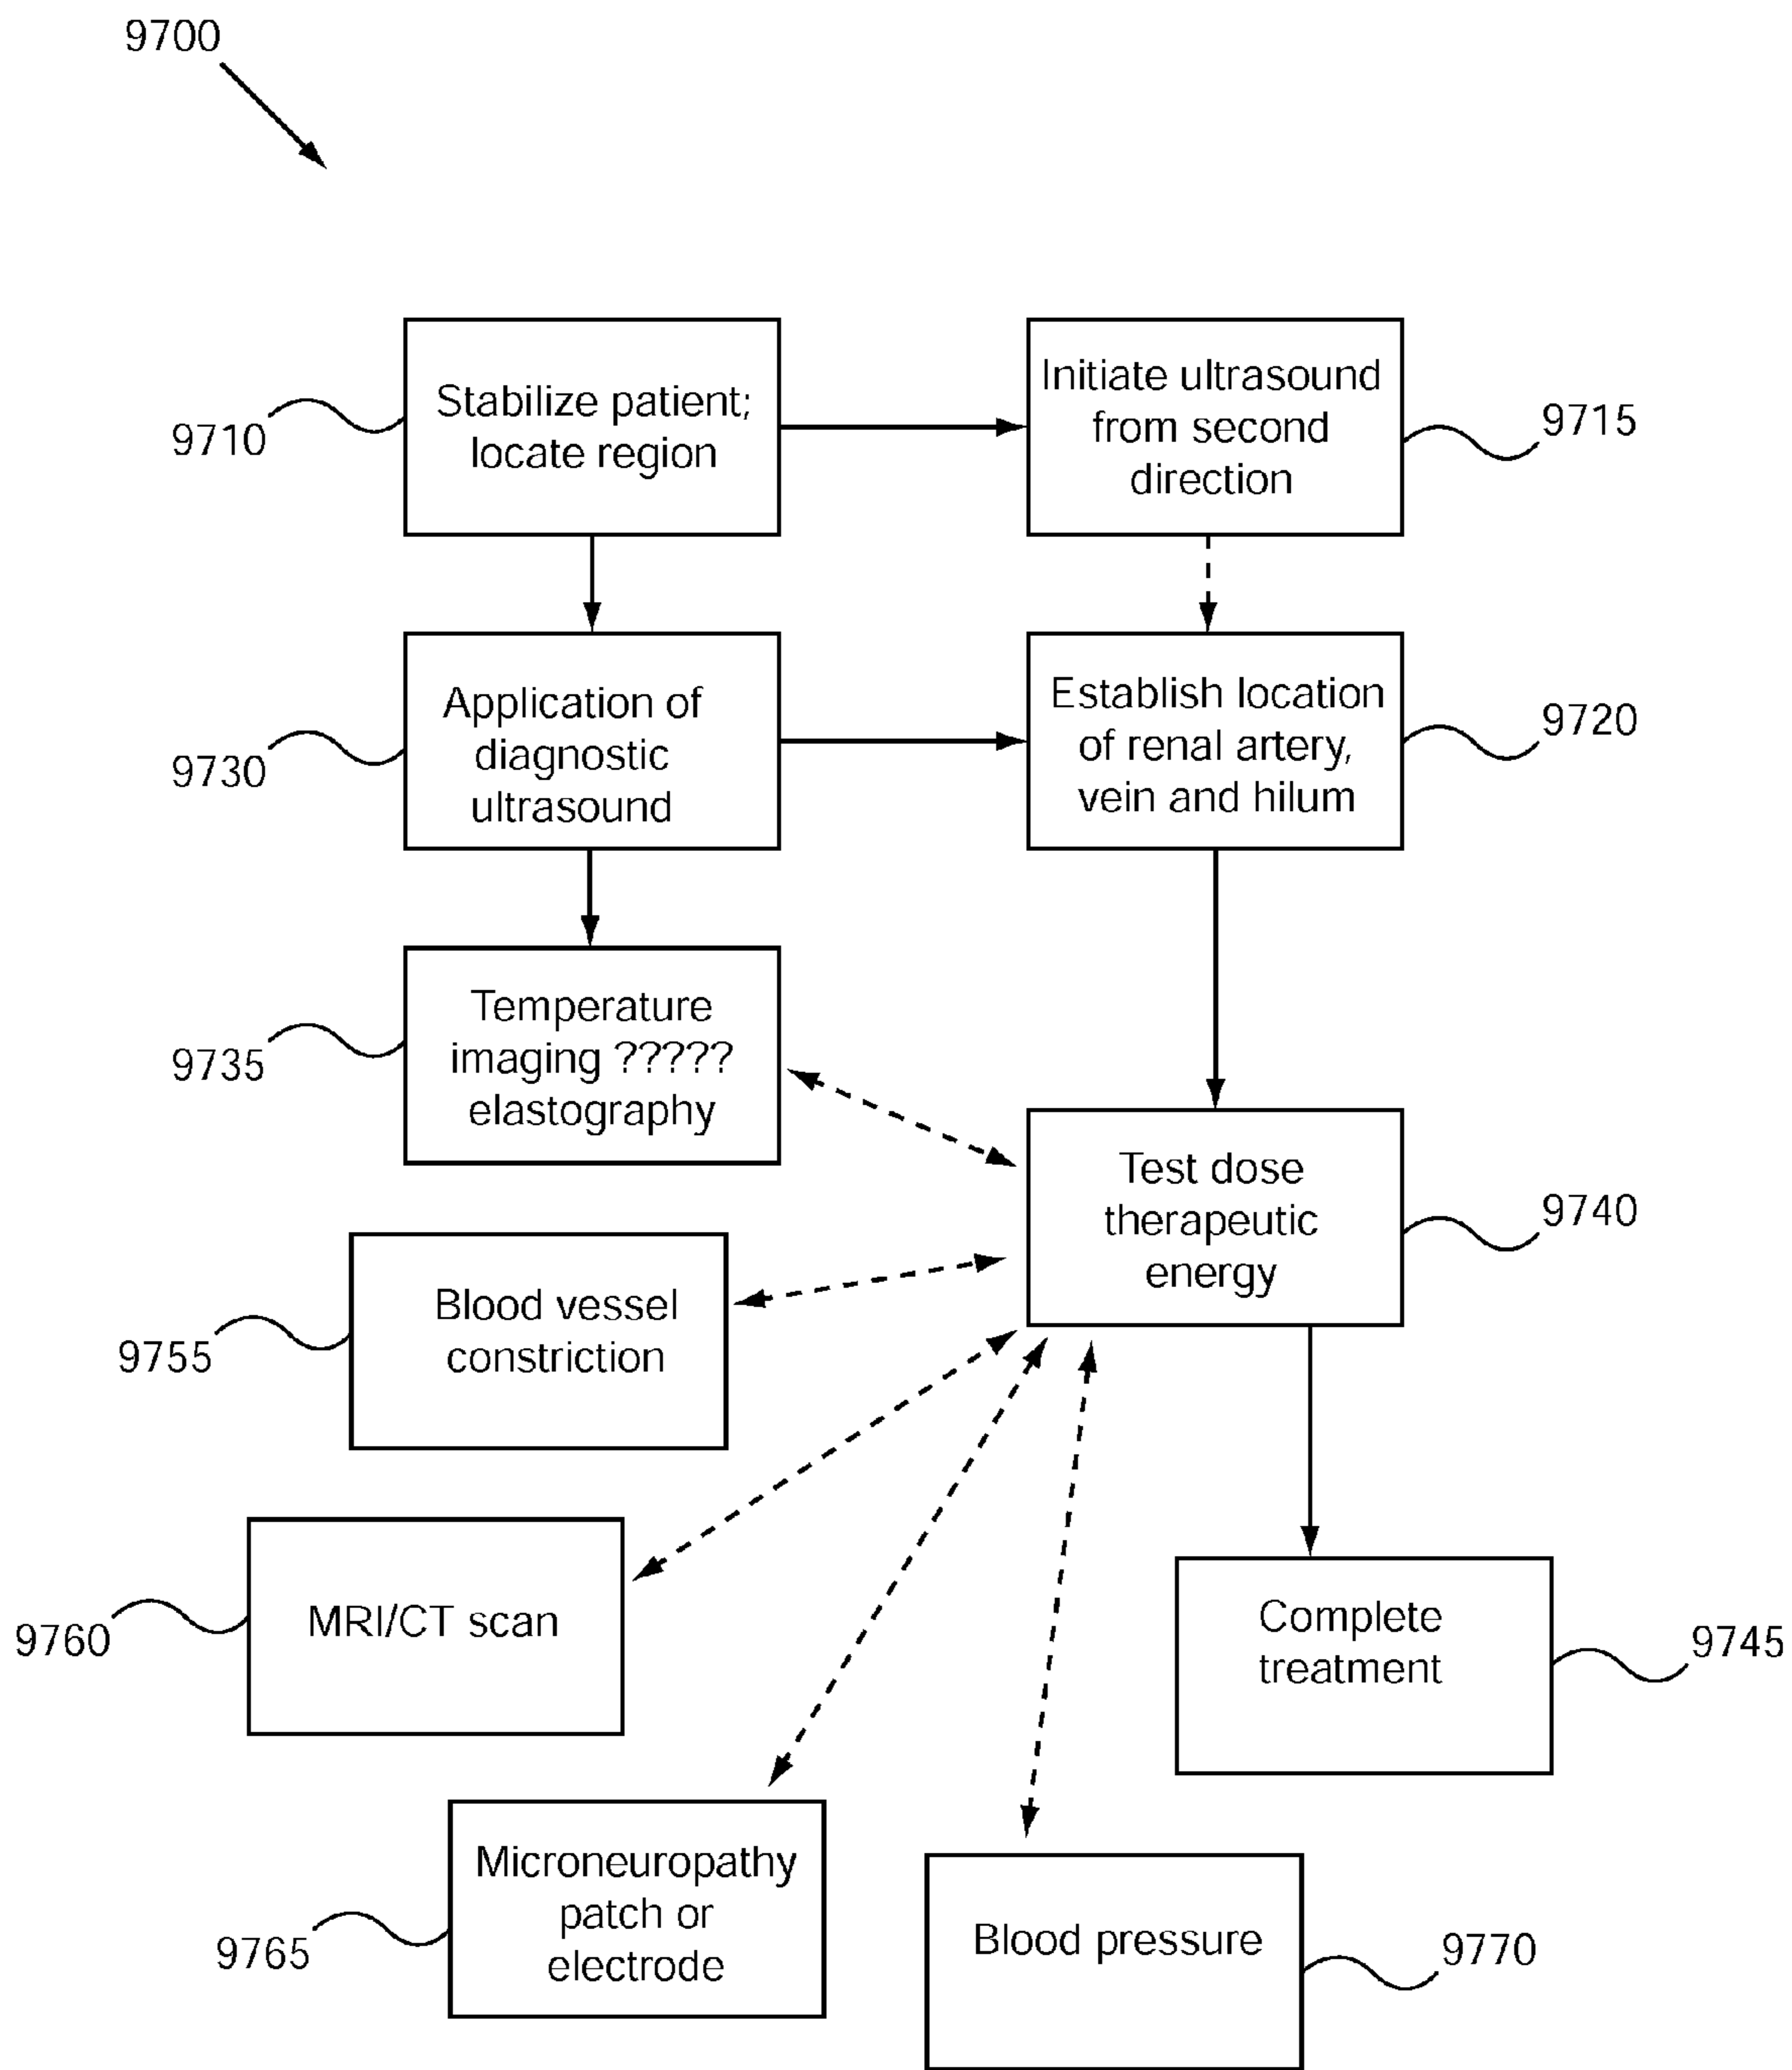 9700
Stabilize patient;
locate region
9710
Initiate ultrasound
from second
direction
9715
Application of
diagnostic
ultrasound
9730
Establish location
of renal artery,
vein and hilum
9720
Temperature
imaging ?????
elastography
9735
Test dose
therapeutic
energy
9740
Blood vessel
constriction
9755
MRI/CT scan
9760
Complete
treatment
9745
Microneuropathy
patch or
electrode
9765
Blood pressure
9770